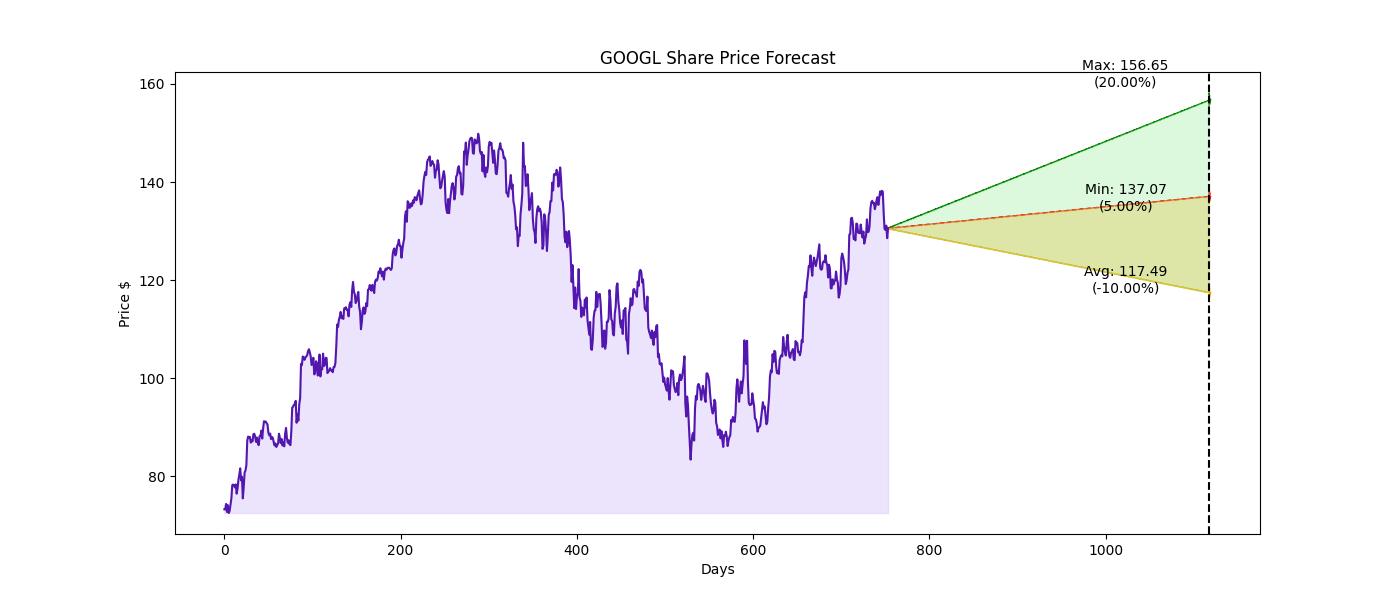 GOOGL Share Price Forecast
Max: 156.65
(20.00%)
Min: 137.07
(5.00%)
Avg: 117.49
(-10.00%)
Price $
160
140
120
100
80
0
200
400
600
800
1000
Days